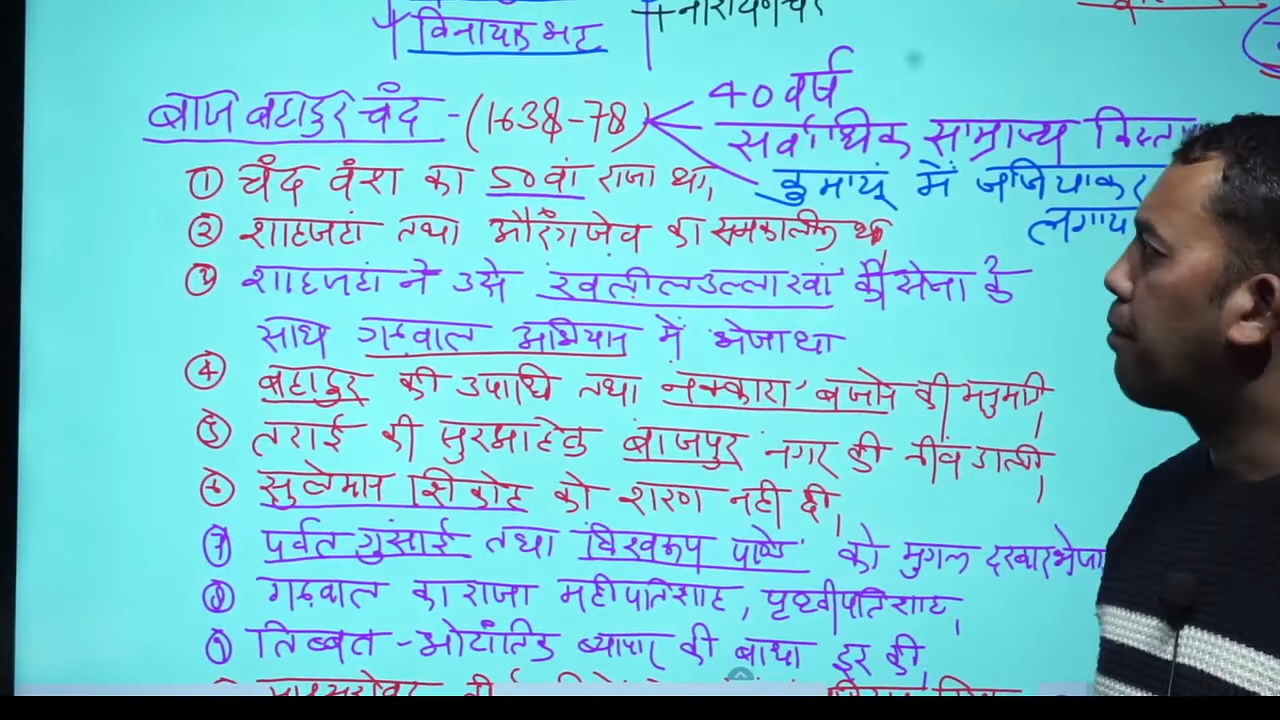 विनायक भट्ट
बाज बहादुर चंद - (1638-78)
40 वर्ष
सर्वाधिक साम्राज्य
कुमायूं में जजियाकर
लगाय
① चंद वंश का 50वां राजा था,
② शाहजहां तथा औरंगजेब का समकालीन था
③ शाहजहां ने उसे खलीलउल्लाखां की सेना के
साथ गढ़वाल अभियान में भेजा था
④ बहादुर की उपाधि तथा 'नक्कारा' बजाने की अनुमति,
⑤ तराई की सुरक्षा हेतु बाजपुर नगर की नींव डाली,
⑥ सुलेमान शिकोह को शरण नहीं दी,
⑦ पर्वत गुंसाई तथा विश्वरूप पाण्डे को मुगल दरबार भेजा
⑧ गढ़वाल का राजा महीपतिशाह, पृथ्वीपतिशाह,
⑨ तिब्बत - व्यापार की बाधा दूर की,